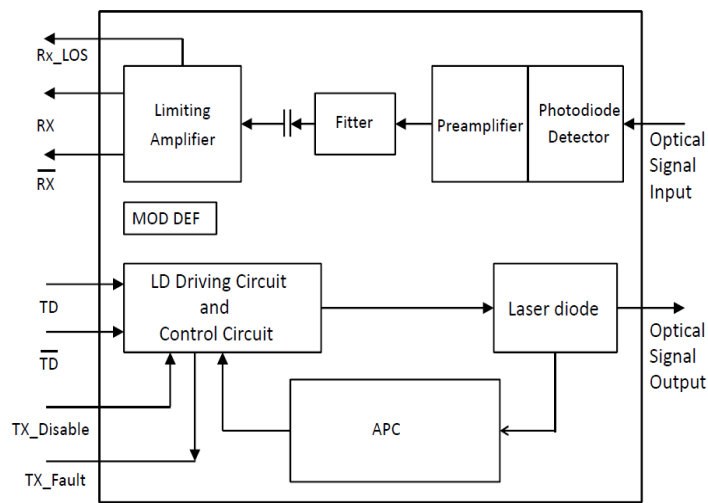 Rx_LOS
RX
RX
Limiting
Amplifier
Fitter
Preamplifier
Photodiode
Detector
Optical
Signal
Input
MOD DEF
TD
TD
TX_Disable
TX_Fault
LD Driving Circuit
and
Control Circuit
Laser diode
Optical
Signal
Output
APC